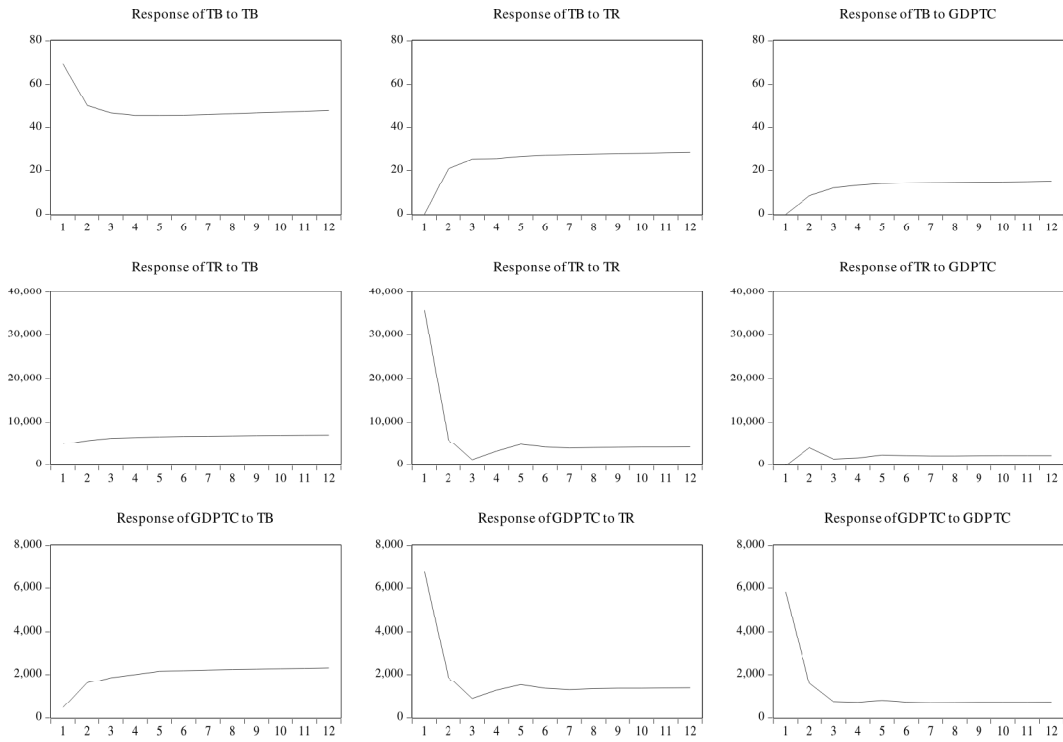 Response of TB to TB
Response of TB to TR
Response of TB to GDPTC
80
60
40
20
0
1 2 3 4 5 6 7 8 9 10 11 12
80
60
40
20
0
1 2 3 4 5 6 7 8 9 10 11 12
80
60
40
20
0
1 2 3 4 5 6 7 8 9 10 11 12
Response of TR to TB
Response of TR to TR
Response of TR to GDPTC
40,000
30,000
20,000
10,000
0
1 2 3 4 5 6 7 8 9 10 11 12
40,000
30,000
20,000
10,000
0
1 2 3 4 5 6 7 8 9 10 11 12
40,000
30,000
20,000
10,000
0
1 2 3 4 5 6 7 8 9 10 11 12
Response of GDPTC to TB
Response of GDPTC to TR
Response of GDPTC to GDPTC
8,000
6,000
4,000
2,000
0
1 2 3 4 5 6 7 8 9 10 11 12
8,000
6,000
4,000
2,000
0
1 2 3 4 5 6 7 8 9 10 11 12
8,000
6,000
4,000
2,000
0
1 2 3 4 5 6 7 8 9 10 11 12